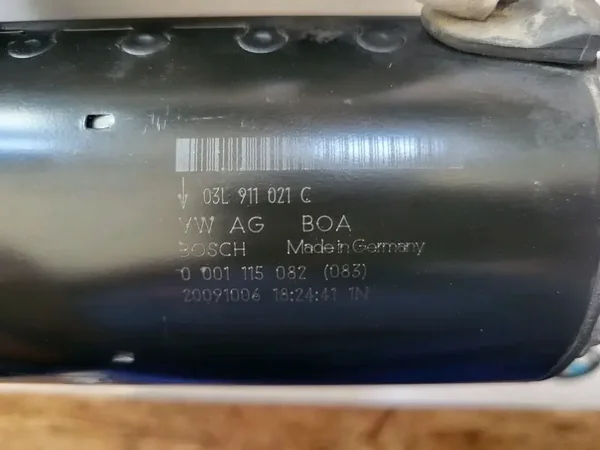 03L 911 021 C
VW AG BOA
BOSCH Made in Germany
0 001 115 082 (083)
20091006 18:24:41 1N